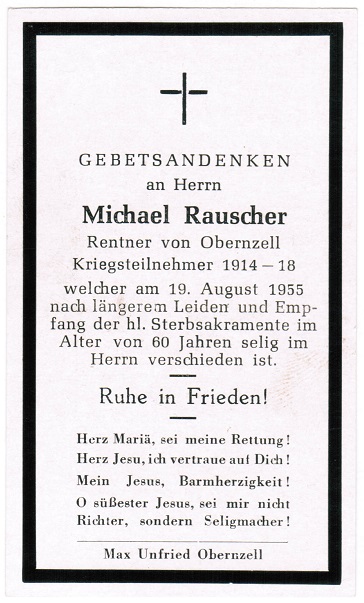 GEBETSANDENKEN
an Herrn
Michael Rauscher
Rentner von Obernzell
Kriegsteilnehmer 1914 – 18
welcher am 19. August 1955
nach längerem Leiden und Emp-
fang der hl. Sterbsakramente im
Alter von 60 Jahren selig im
Herrn verschieden ist.
Ruhe in Frieden!
Herz Mariä, sei meine Rettung!
Herz Jesu, ich vertraue auf Dich!
Mein Jesus, Barmherzigkeit!
O süßester Jesus, sei mir nicht
Richter, sondern Seligmacher!
Max Unfried Obernzell